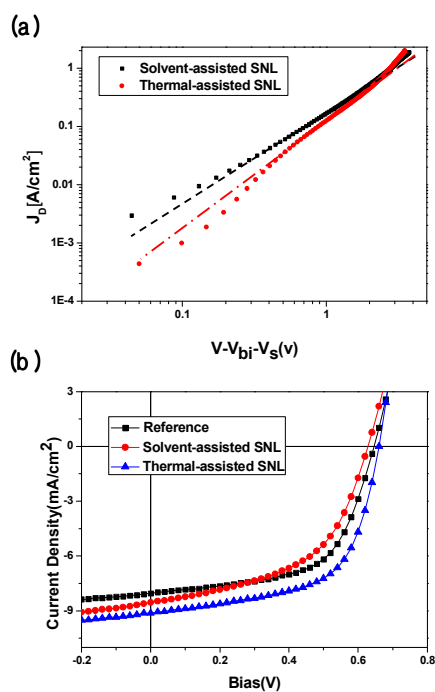 (a)
Solvent-assisted SNL
Thermal-assisted SNL
1
0.1
0.01
1E-3
1E-4
J_D[A/cm²]
0.1
1
V-V_bi-V_s(v)
(b)
Reference
Solvent-assisted SNL
Thermal-assisted SNL
3
0
-3
-6
-9
Current Density(mA/cm²)
-0.2
0.0
0.2
0.4
0.6
0.8
Bias(V)